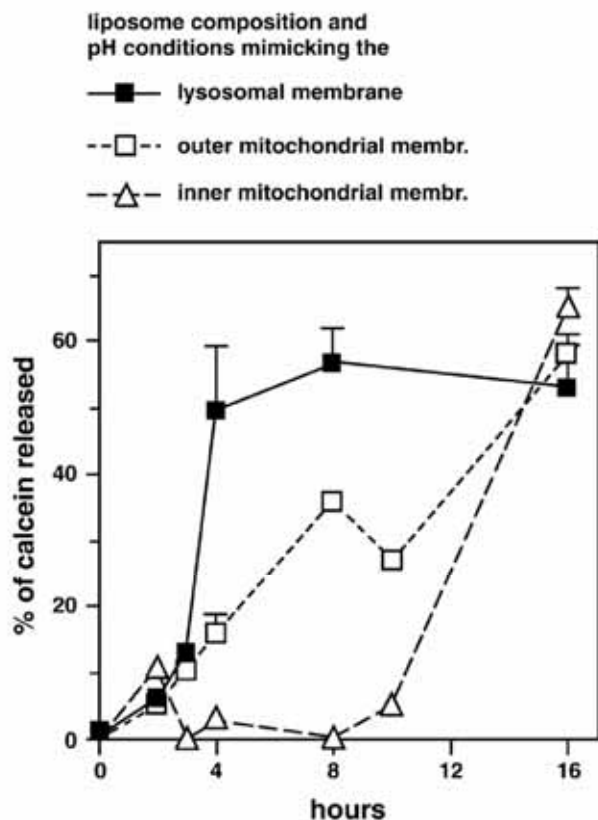 liposome composition and
pH conditions mimicking the
lysosomal membrane
outer mitochondrial membr.
inner mitochondrial membr.
% of calcein released
60
40
20
0
0 4 8 12 16
hours